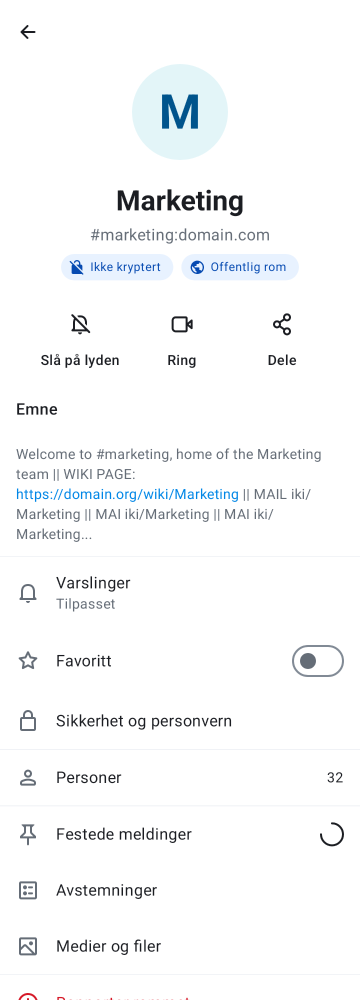 M
Marketing
#marketing:domain.com
Ikke kryptert
Offentlig rom
Slå på lyden
Ring
Dele
Emne
Welcome to #marketing, home of the Marketing
team || WIKI PAGE:
https://domain.org/wiki/Marketing || MAIL iki/
Marketing || MAI iki/Marketing || MAI iki/
Marketing...
Varslinger
Tilpasset
Favoritt
Sikkerhet og personvern
Personer
32
Festede meldinger
Avstemninger
Medier og filer